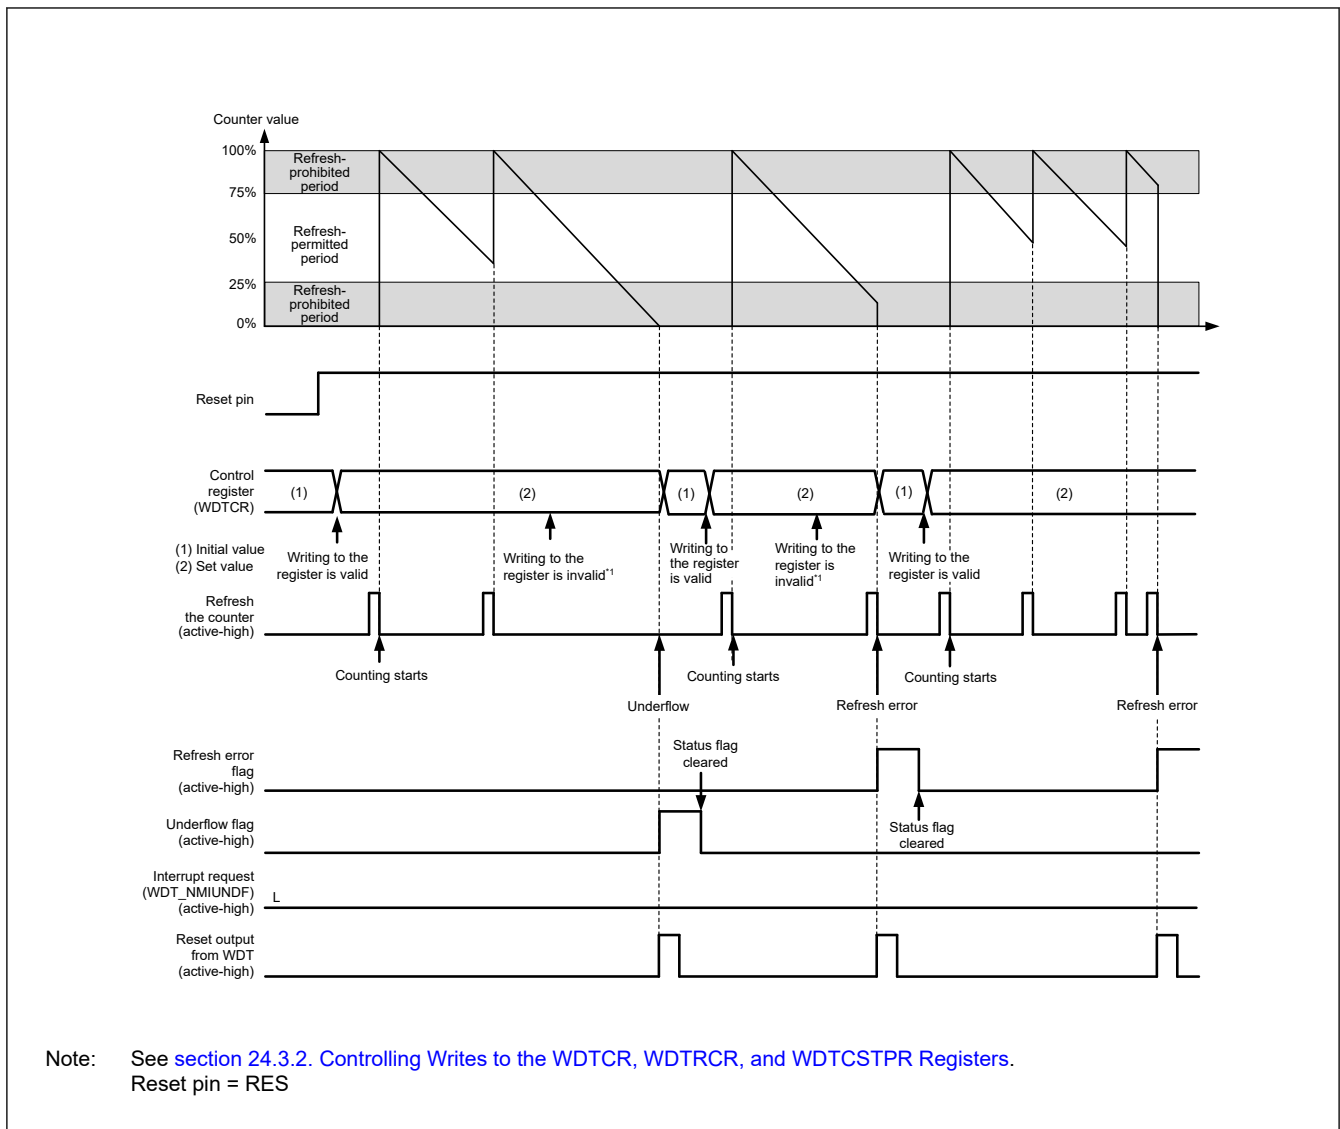 Counter value
100%
Refresh-
prohibited
period
75%
Refresh-
permitted
period
50%
25%
Refresh-
prohibited
period
0%
Reset pin
Control
register
(WDTCR)
(1)
(2)
(1)
(2)
(1)
(2)
(1) Initial value
(2) Set value
Writing to the
register is valid
Writing to the
register is invalid*1
Writing to
the register
is valid
Writing to the
register is
invalid*1
Writing to the
register is valid
Refresh
the counter
(active-high)
Counting starts
Counting starts
Counting starts
Underflow
Refresh error
Refresh error
Refresh error
flag
(active-high)
Status flag
cleared
Underflow flag
(active-high)
Status flag
cleared
Interrupt request
(WDT_NMIUNDF)
(active-high)
L
Reset output
from WDT
(active-high)
Note: See section 24.3.2. Controlling Writes to the WDTCR, WDTRCR, and WDTCSTPR Registers.
Reset pin = RES